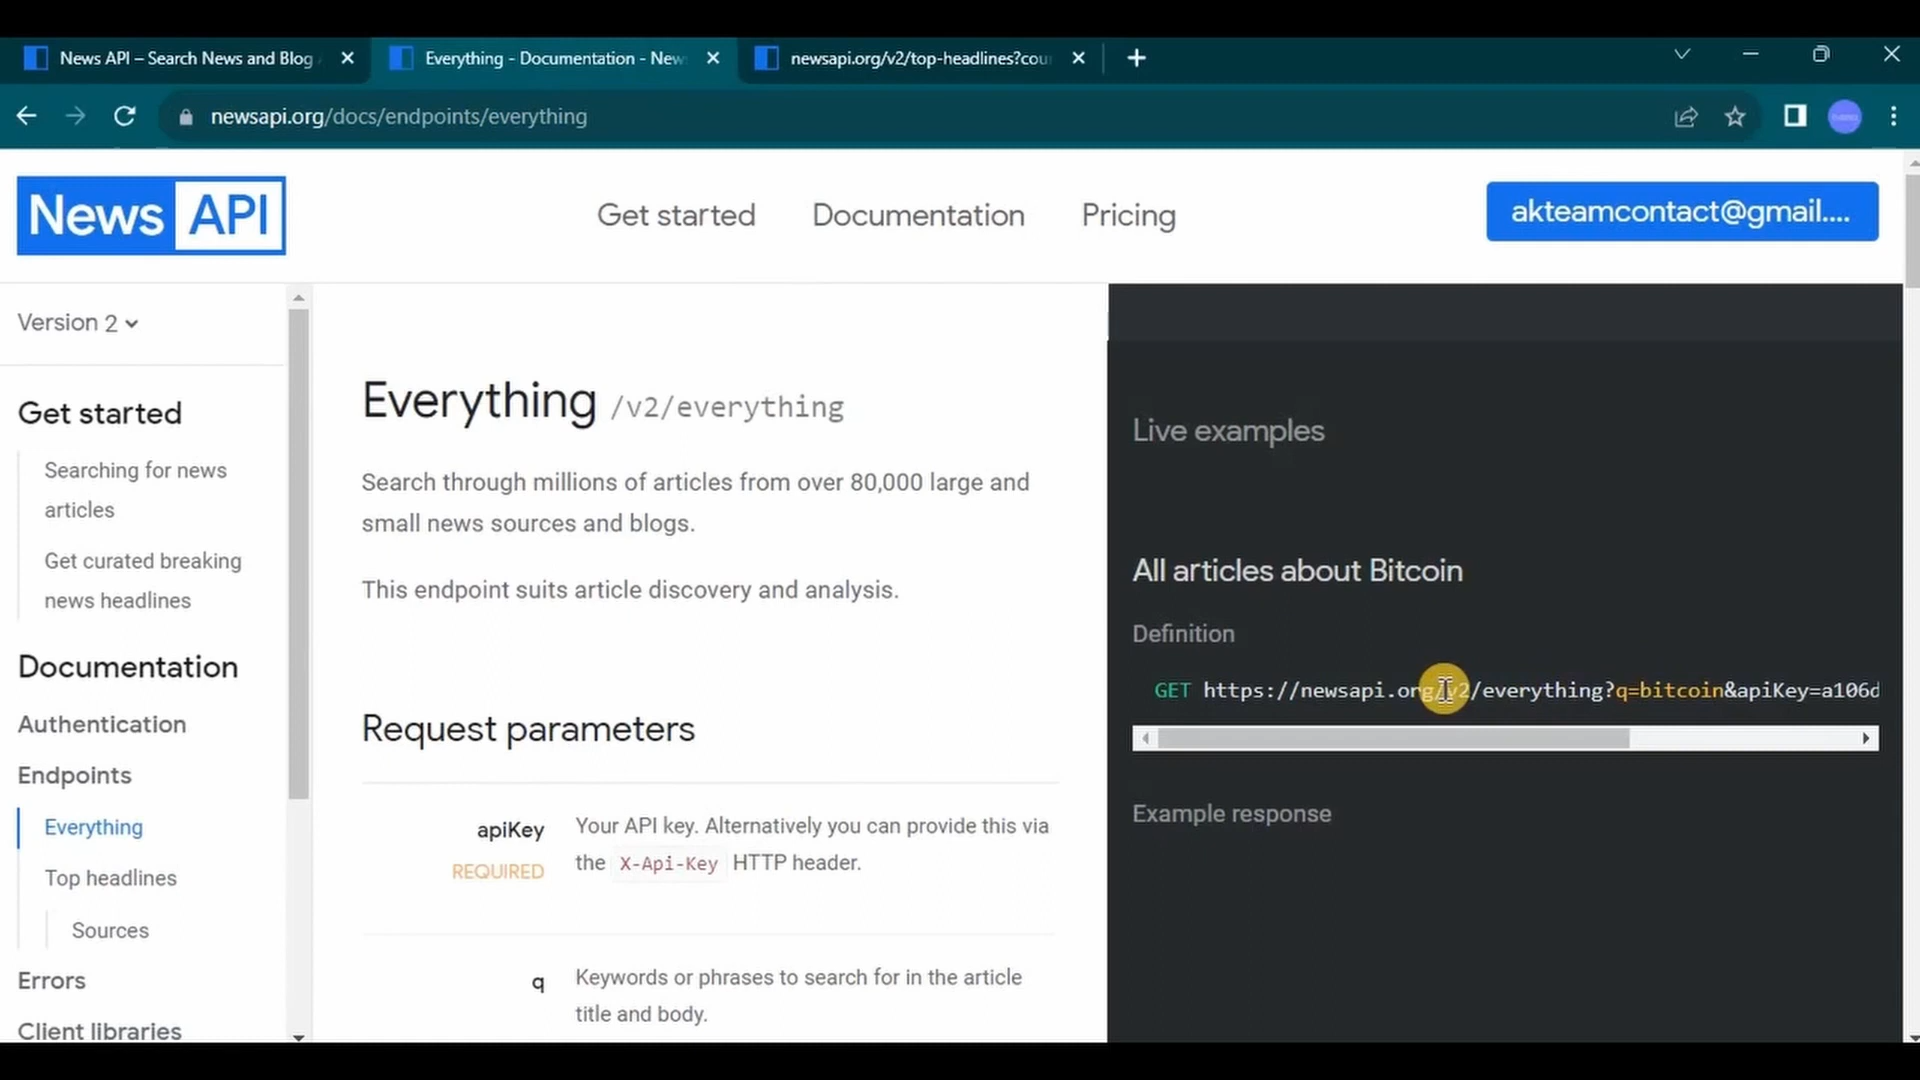 News API – Search News and Blog
Everything - Documentation - New
newsapi.org/v2/top-headlines?cou
newsapi.org/docs/endpoints/everything
News API
Get started
Documentation
Pricing
akteamcontact@gmail....
Version 2
Get started
Searching for news
articles
Get curated breaking
news headlines
Documentation
Authentication
Endpoints
Everything
Top headlines
Sources
Errors
Client libraries
Everything /v2/everything
Search through millions of articles from over 80,000 large and
small news sources and blogs.
This endpoint suits article discovery and analysis.
Request parameters
apiKey
REQUIRED
Your API key. Alternatively you can provide this via
the X-Api-Key HTTP header.
q
Keywords or phrases to search for in the article
title and body.
Live examples
All articles about Bitcoin
Definition
GET https://newsapi.org/v2/everything?q=bitcoin&apiKey=a106d
Example response